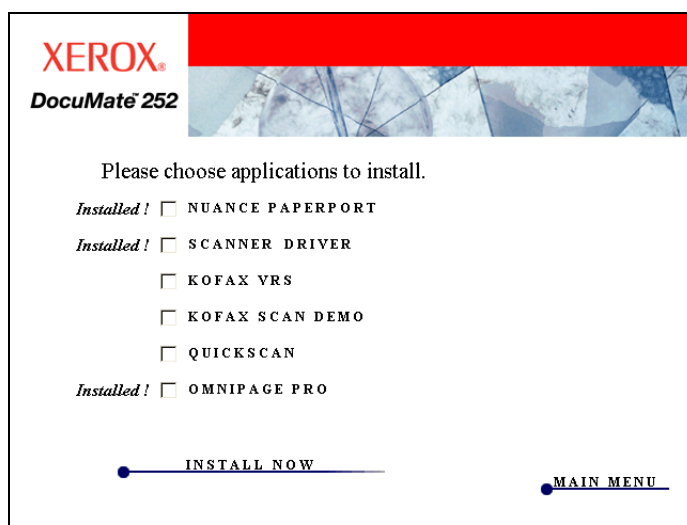 XEROX®
DocuMate™ 252
Please choose applications to install.
Installed ! NUANCE PAPERPORT
Installed ! SCANNER DRIVER
KOFAX VRS
KOFAX SCAN DEMO
QUICKSCAN
Installed ! OMNIPAGE PRO
INSTALL NOW
MAIN MENU